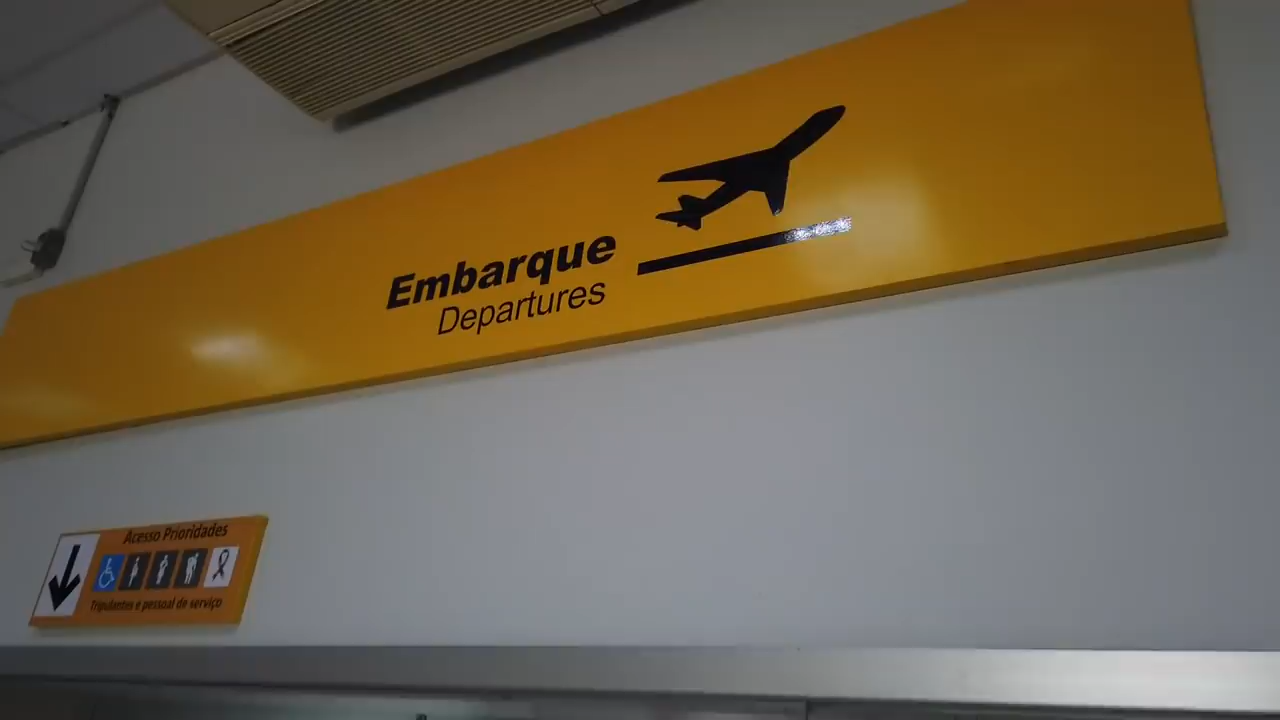 Embarque
Departures
Acesso Prioridades
Tripulantes e pessoal de serviço